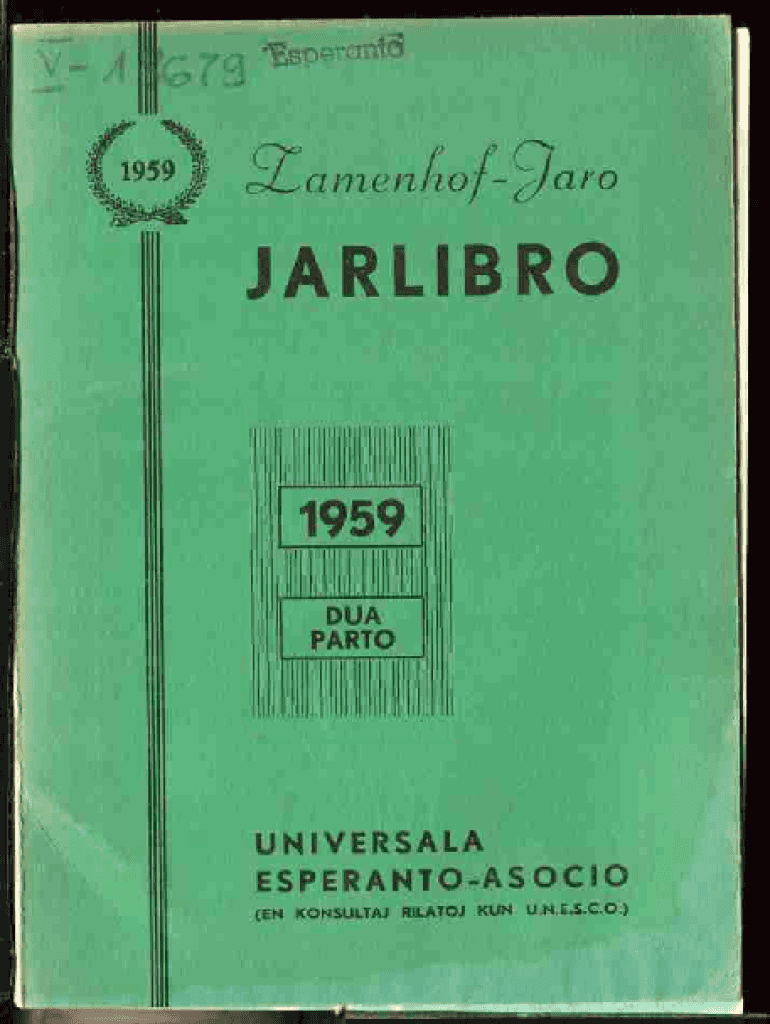 Esperanto
1959
Zamenhof-Jaro
JARLIBRO
1959
DUA
PARTO
UNIVERSALA
ESPERANTO-ASOCIO
(EN KONSULTAJ RILATOJ KUN U.N.E.S.C.O.)